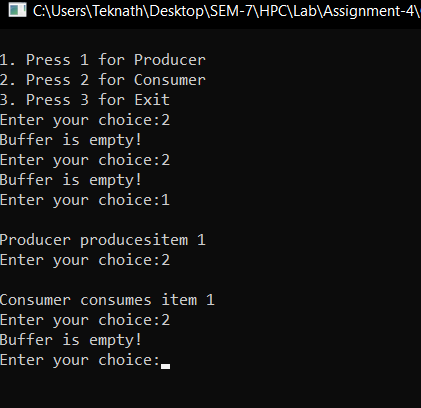 C:\Users\Teknath\Desktop\SEM-7\HPC\Lab\Assignment-4\
1. Press 1 for Producer
2. Press 2 for Consumer
3. Press 3 for Exit
Enter your choice:2
Buffer is empty!
Enter your choice:2
Buffer is empty!
Enter your choice:1
Producer producesitem 1
Enter your choice:2
Consumer consumes item 1
Enter your choice:2
Buffer is empty!
Enter your choice: